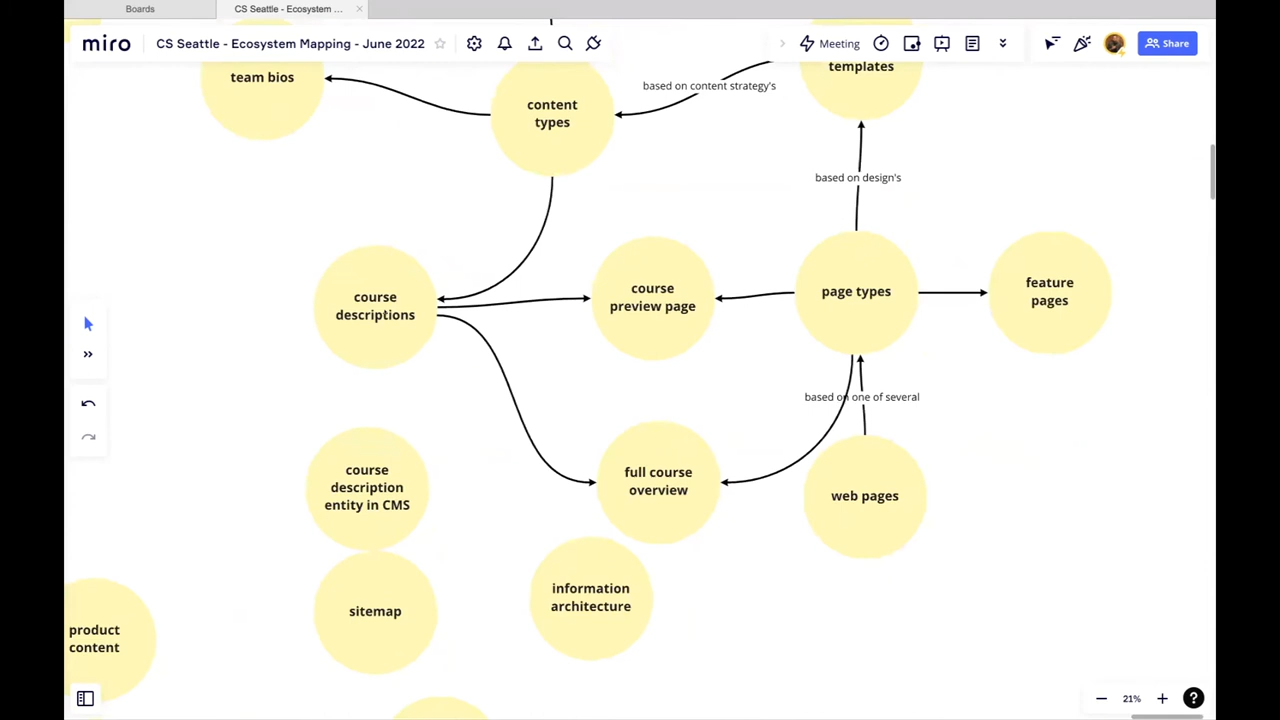 Boards
CS Seattle - Ecosystem ...
miro
CS Seattle - Ecosystem Mapping - June 2022
Meeting
Share
team bios
content
types
based on content strategy's
templates
based on design's
course
descriptions
course
preview page
page types
feature
pages
based on one of several
course
description
entity in CMS
full course
overview
web pages
sitemap
information
architecture
product
content
21%
?